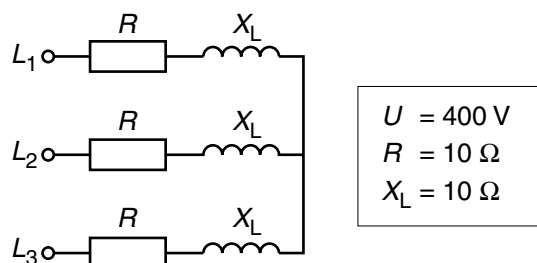 R X_L
L_1
R X_L
L_2
R X_L
L_3
U = 400 V
R = 10 Ω
X_L = 10 Ω